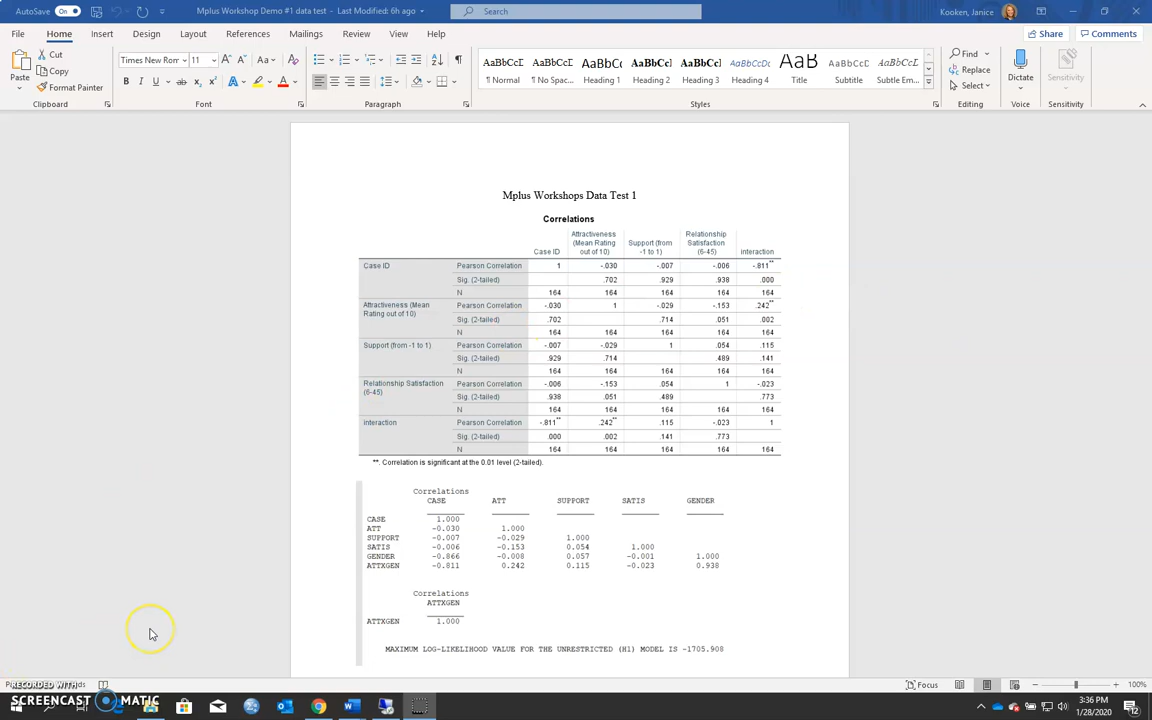 AutoSave On Mplus Workshop Demo #1 data test - Last Modified: 6h ago Search Kooken, Janice
File Home Insert Design Layout References Mailings Review View Help Share Comments
Paste Cut Copy Format Painter
Clipboard
Times New Rom 11
Font
Paragraph
AaBbCcDc ¶ Normal
AaBbCcDc ¶ No Spac...
AaBbCc Heading 1
AaBbCcDc Heading 2
AaBbCcDc Heading 3
AaBbCcDc Heading 4
AaB Title
AaBbCcDc Subtitle
AaBbCcDc Subtle Em...
Styles
Find
Replace
Select
Editing
Dictate
Voice
Sensitivity
Sensitivity
Mplus Workshops Data Test 1
Correlations
Case ID Attractiveness (Mean Rating out of 10) Support (from -1 to 1) Relationship Satisfaction (6-45) interaction
Case ID Pearson Correlation 1 -.030 -.007 -.006 -.811**
Sig. (2-tailed) .702 .929 .938 .000
N 164 164 164 164 164
Attractiveness (Mean Rating out of 10) Pearson Correlation -.030 1 -.029 -.153 .242**
Sig. (2-tailed) .702 .714 .051 .002
N 164 164 164 164 164
Support (from -1 to 1) Pearson Correlation -.007 -.029 1 .054 .115
Sig. (2-tailed) .929 .714 .489 .141
N 164 164 164 164 164
Relationship Satisfaction (6-45) Pearson Correlation -.006 -.153 .054 1 -.023
Sig. (2-tailed) .938 .051 .489 .773
N 164 164 164 164 164
interaction Pearson Correlation -.811** .242** .115 -.023 1
Sig. (2-tailed) .000 .002 .141 .773
N 164 164 164 164 164
**. Correlation is significant at the 0.01 level (2-tailed).
Correlations
CASE ATT SUPPORT SATIS GENDER
CASE 1.000
ATT -0.030 1.000
SUPPORT -0.007 -0.029 1.000
SATIS -0.006 -0.153 0.054 1.000
GENDER -0.866 -0.008 0.057 -0.001 1.000
ATTXGEN -0.811 0.242 0.115 -0.023 0.938
Correlations
ATTXGEN
ATTXGEN 1.000
MAXIMUM LOG-LIKELIHOOD VALUE FOR THE UNRESTRICTED (H1) MODEL IS -1705.908
Focus 100%
RECORDED WITH
SCREENCAST MATIC
3:36 PM
1/28/2020
12